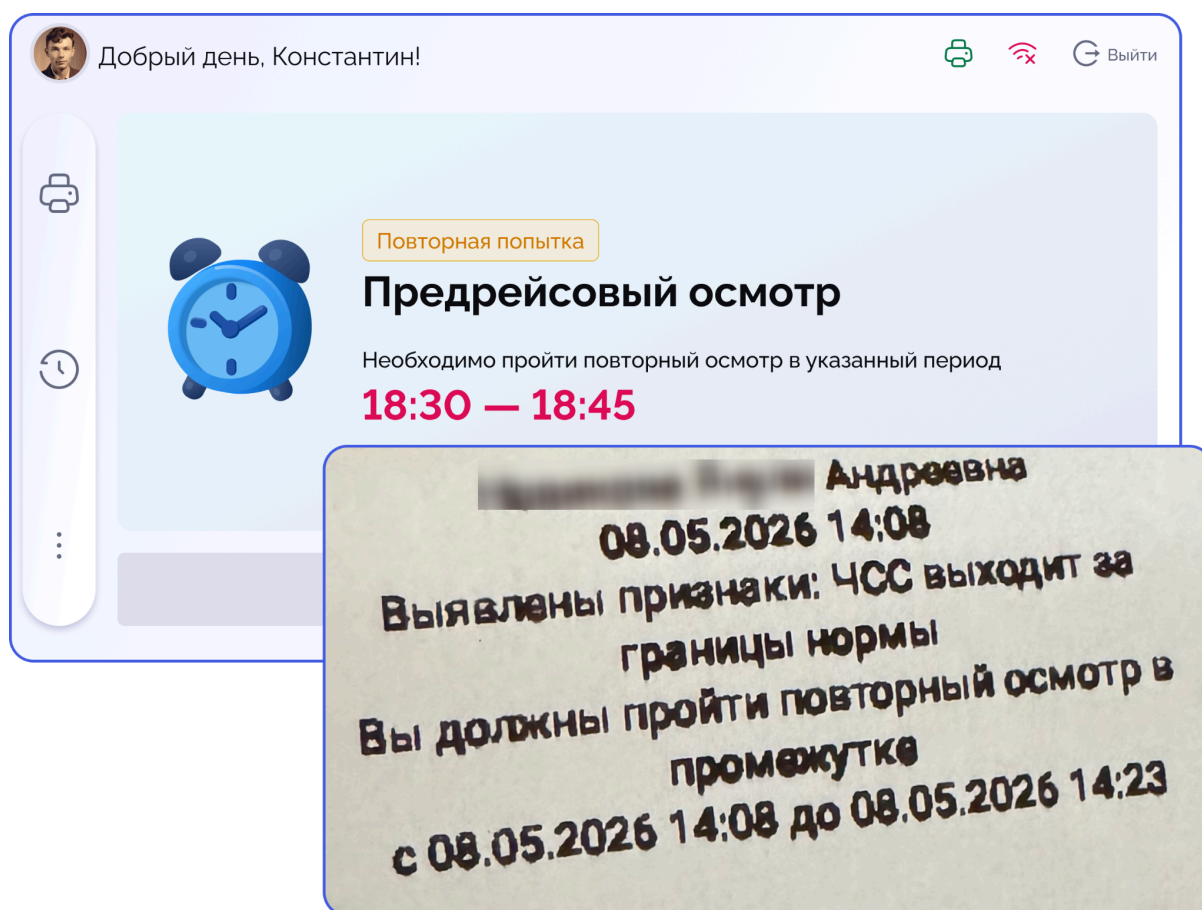 Добрый день, Константин!
Выйти
Повторная попытка
Предрейсовый осмотр
Необходимо пройти повторный осмотр в указанный период
18:30 — 18:45
Андреевна
08.05.2026 14:08
Выявлены признаки: ЧСС выходит за
границы нормы
Вы должны пройти повторный осмотр в
промежутке
с 08.05.2026 14:08 до 08.05.2026 14:23